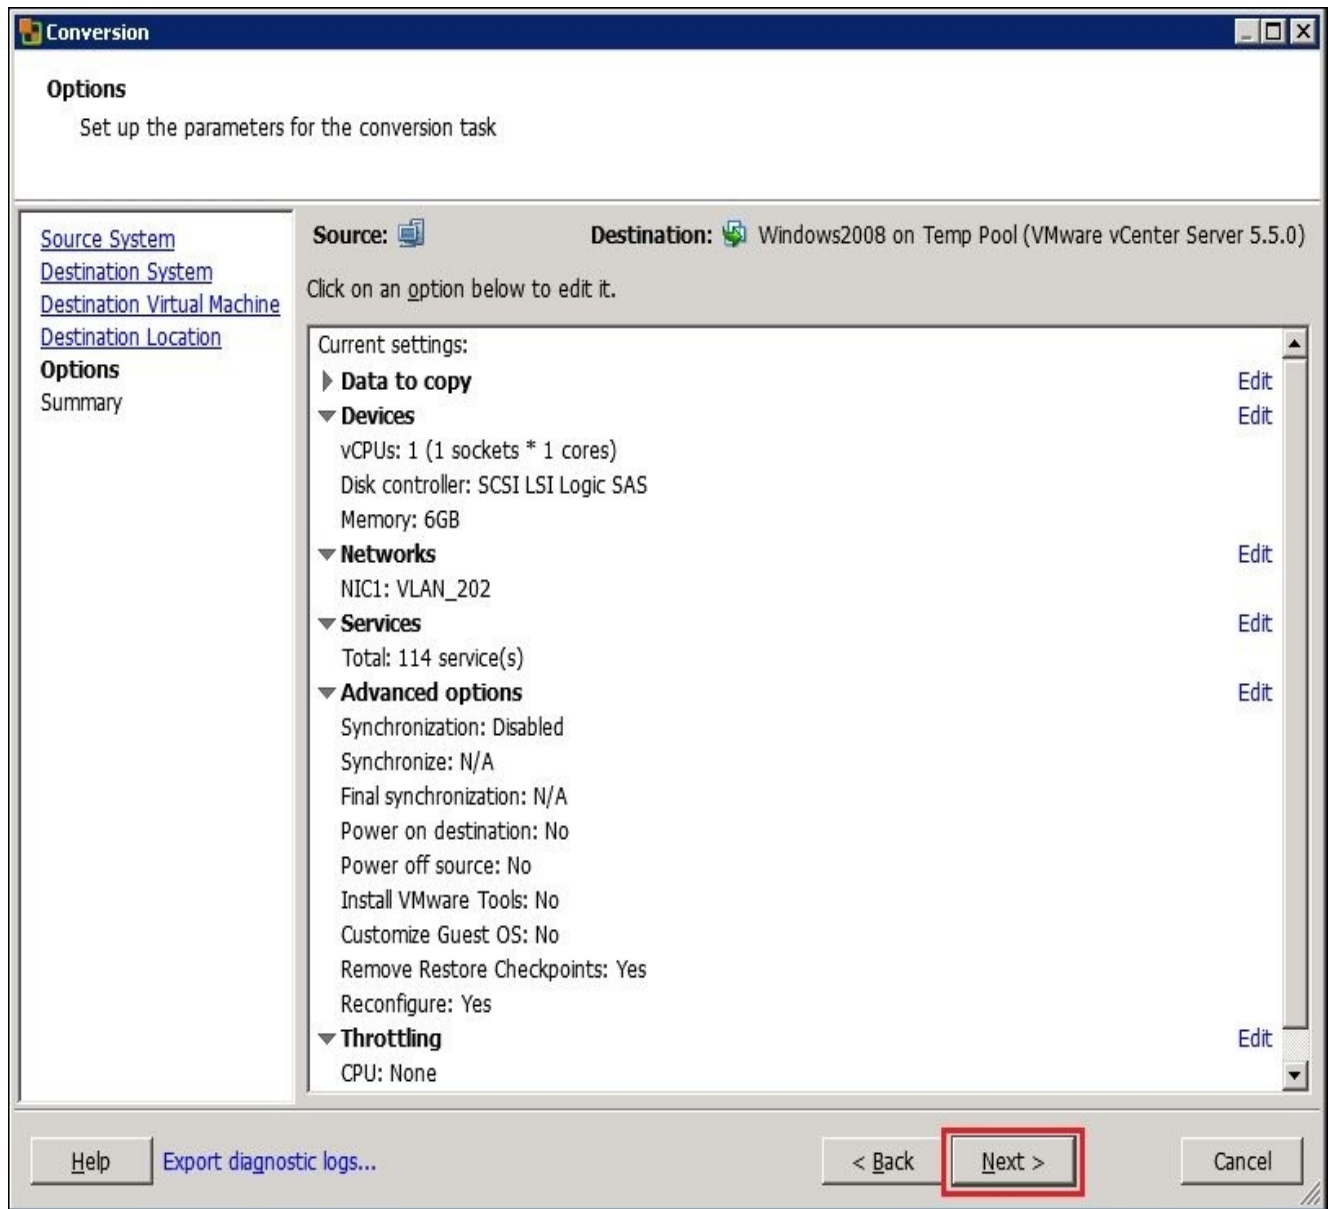 Conversion
Options
Set up the parameters for the conversion task
Source System
Destination System
Destination Virtual Machine
Destination Location
Options
Summary
Source: Destination: Windows2008 on Temp Pool (VMware vCenter Server 5.5.0)
Click on an option below to edit it.
Current settings:
Data to copy Edit
Devices Edit
vCPUs: 1 (1 sockets * 1 cores)
Disk controller: SCSI LSI Logic SAS
Memory: 6GB
Networks Edit
NIC1: VLAN_202
Services Edit
Total: 114 service(s)
Advanced options Edit
Synchronization: Disabled
Synchronize: N/A
Final synchronization: N/A
Power on destination: No
Power off source: No
Install VMware Tools: No
Customize Guest OS: No
Remove Restore Checkpoints: Yes
Reconfigure: Yes
Throttling Edit
CPU: None
Help Export diagnostic logs... < Back Next > Cancel